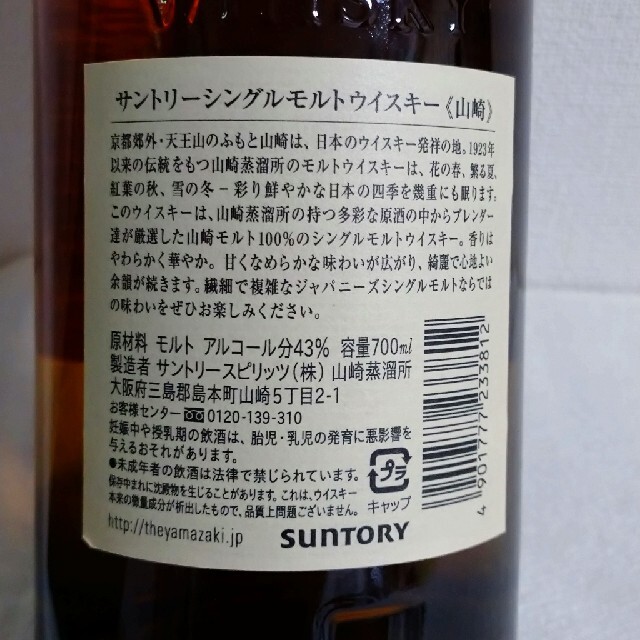 WHISKY
サントリーシングルモルトウイスキー《山崎》
京都郊外・天王山のふもと山崎は、日本のウイスキー発祥の地。1923年
以来の伝統をもつ山崎蒸溜所のモルトウイスキーは、花の春、繁る夏、
紅葉の秋、雪の冬−彩り鮮やかな日本の四季を幾重にも眠ります。
このウイスキーは、山崎蒸溜所の持つ多彩な原酒の中からブレンダー
達が厳選した山崎モルト100%のシングルモルトウイスキー。香りは
やわらかく華やか。甘くなめらかな味わいが広がり、綺麗で心地よい
余韻が続きます。繊細で複雑なジャパニーズシングルモルトならでは
の味わいをぜひお楽しみください。
原材料 モルト アルコール分43% 容量700ml
製造者 サントリースピリッツ(株) 山崎蒸溜所
大阪府三島郡島本町山崎5丁目2-1
お客様センター 0120-139-310
妊娠中や授乳期の飲酒は、胎児・乳児の発育に悪影響を
与えるおそれがあります。
●未成年者の飲酒は法律で禁じられています。
保存中まれに沈殿物を生じることがあります。これは、ウイスキー
本来の微量成分が析出したもので、品質上問題ございません。
プラ
キャップ
http://theyamazaki.jp
SUNTORY
4 901777 233812